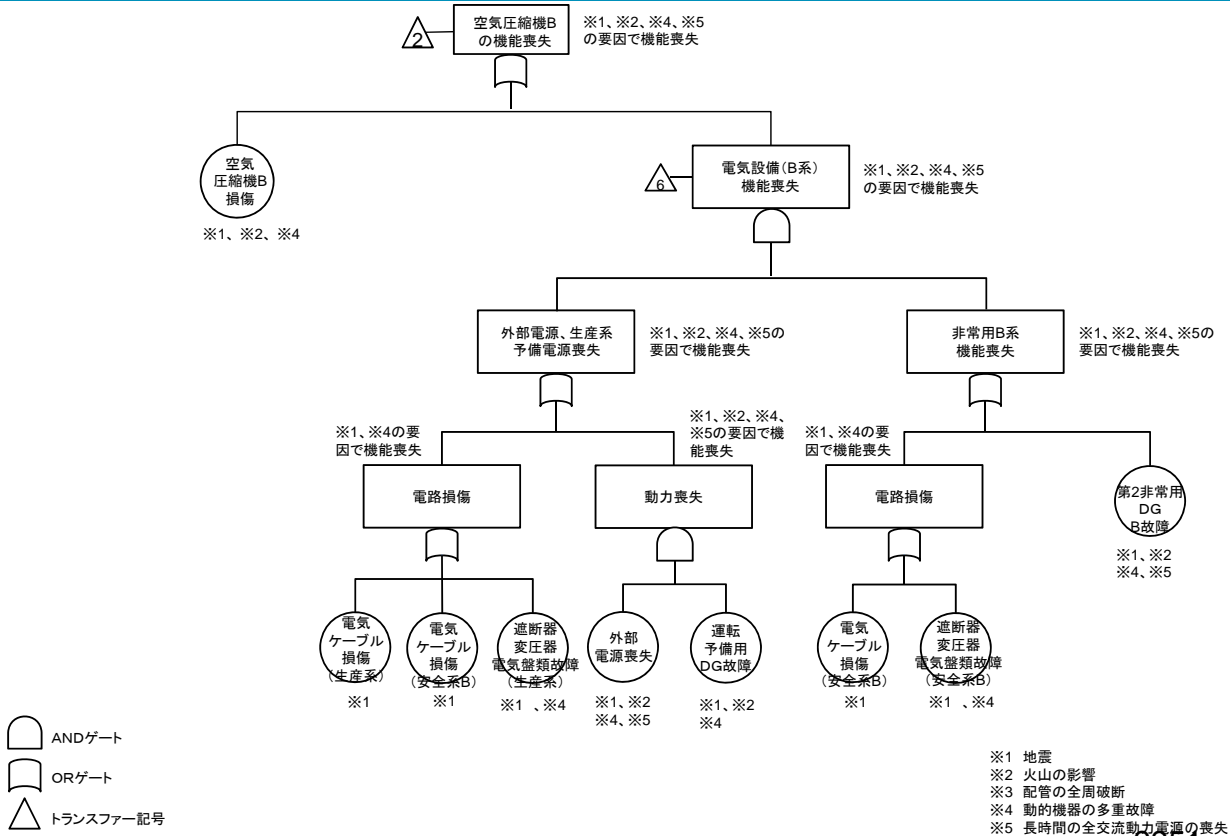 空気圧縮機B
の機能喪失
※1、※2、※4、※5
の要因で機能喪失
2
空気
圧縮機B
損傷
※1、※2、※4
電気設備(B系)
機能喪失
※1、※2、※4、※5
の要因で機能喪失
6
外部電源、生産系
予備電源喪失
※1、※2、※4、※5の
要因で機能喪失
非常用B系
機能喪失
※1、※2、※4、※5の
要因で機能喪失
※1、※4の要
因で機能喪失
電路損傷
※1、※2、※4、
※5の要因で機
能喪失
動力喪失
※1、※4の要
因で機能喪失
電路損傷
第2非常用
DG
B故障
※1、※2
※4、※5
電気
ケーブル
損傷
(生産系)
※1
電気
ケーブル
損傷
(安全系B)
※1
遮断器
変圧器
電気盤類故障
(生産系)
※1 、※4
外部
電源喪失
※1、※2
※4、※5
運転
予備用
DG故障
※1、※2
※4
電気
ケーブル
損傷
(安全系B)
※1
遮断器
変圧器
電気盤類故障
(安全系B)
※1 、※4
ANDゲート
ORゲート
トランスファー記号
※1 地震
※2 火山の影響
※3 配管の全周破断
※4 動的機器の多重故障
※5 長時間の全交流動力電源の喪失